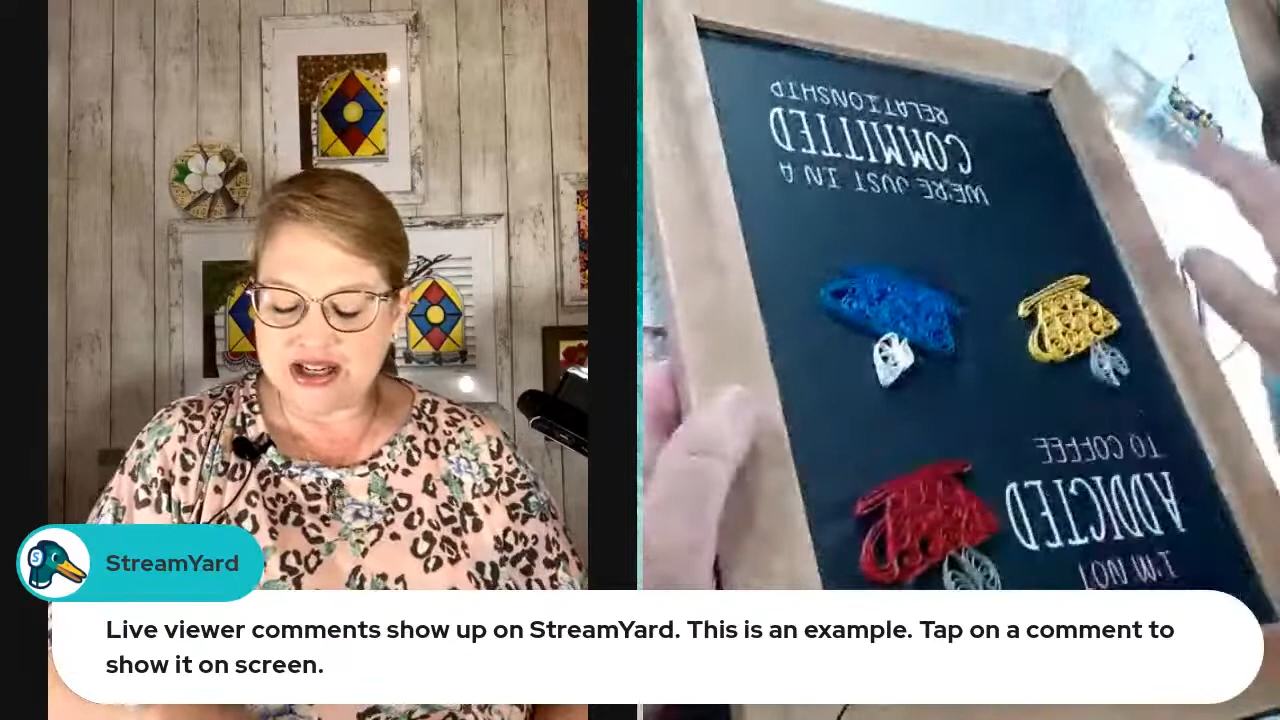 RELATIONSHIP
COMMITTED
WE'RE JUST IN A
TO COFFEE
ADDICTED
I'M NOT
StreamYard
Live viewer comments show up on StreamYard. This is an example. Tap on a comment to
show it on screen.